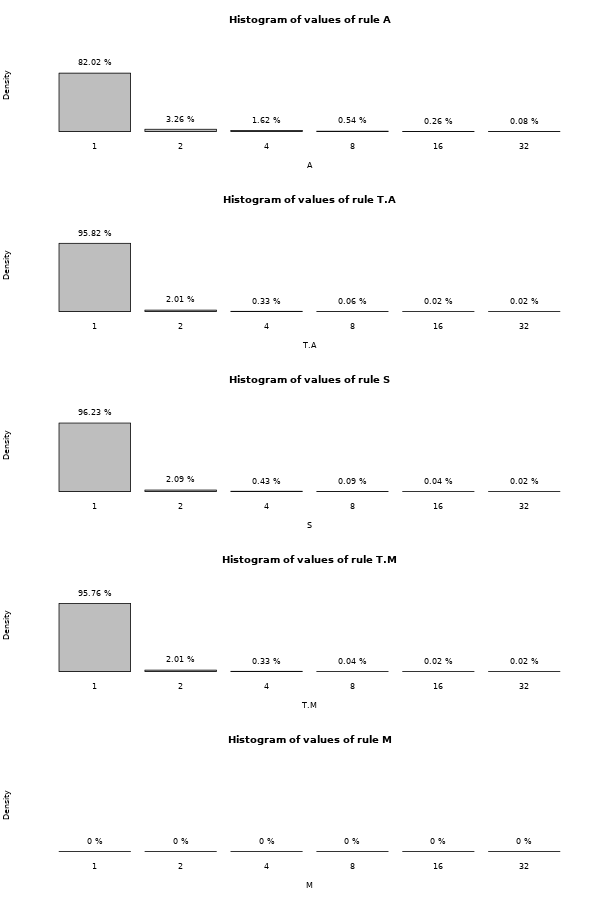 Histogram of values of rule A
Density
82.02 % 3.26 % 1.62 % 0.54 % 0.26 % 0.08 %
1 2 4 8 16 32
A
Histogram of values of rule T.A
Density
95.82 % 2.01 % 0.33 % 0.06 % 0.02 % 0.02 %
1 2 4 8 16 32
T.A
Histogram of values of rule S
Density
96.23 % 2.09 % 0.43 % 0.09 % 0.04 % 0.02 %
1 2 4 8 16 32
S
Histogram of values of rule T.M
Density
95.76 % 2.01 % 0.33 % 0.04 % 0.02 % 0.02 %
1 2 4 8 16 32
T.M
Histogram of values of rule M
Density
0 % 0 % 0 % 0 % 0 % 0 %
1 2 4 8 16 32
M